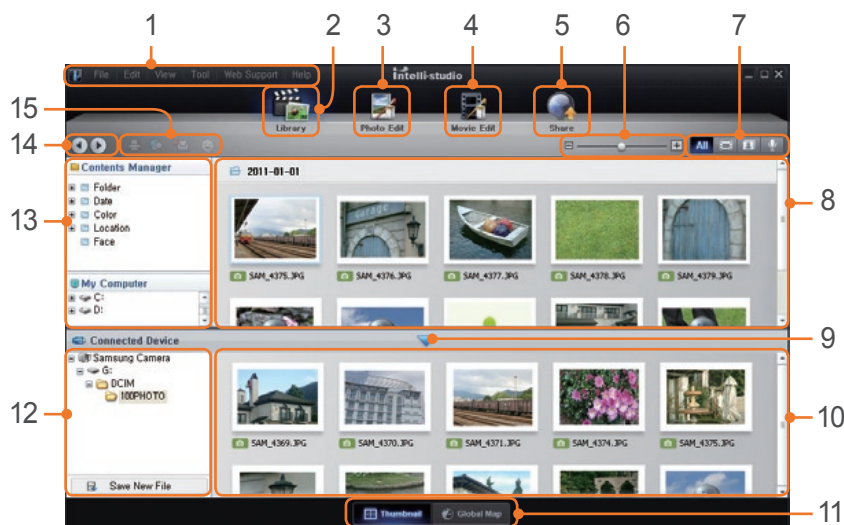 1 2 3 4 5 6 7
File Edit View Tool Web Support Help
Intelli-studio
15
Library Photo Edit Movie Edit Share
14
All
Contents Manager
2011-01-01
Folder
Date
Color
Location
Face
13
8
SAM_4375.JPG SAM_4376.JPG SAM_4377.JPG SAM_4378.JPG SAM_4379.JPG
My Computer
C:
D:
Connected Device
9
Samsung Camera
G:
DCIM
100PHOTO
12
10
SAM_4369.JPG SAM_4370.JPG SAM_4371.JPG SAM_4374.JPG SAM_4375.JPG
Save New File
Thumbnail Global Map
11